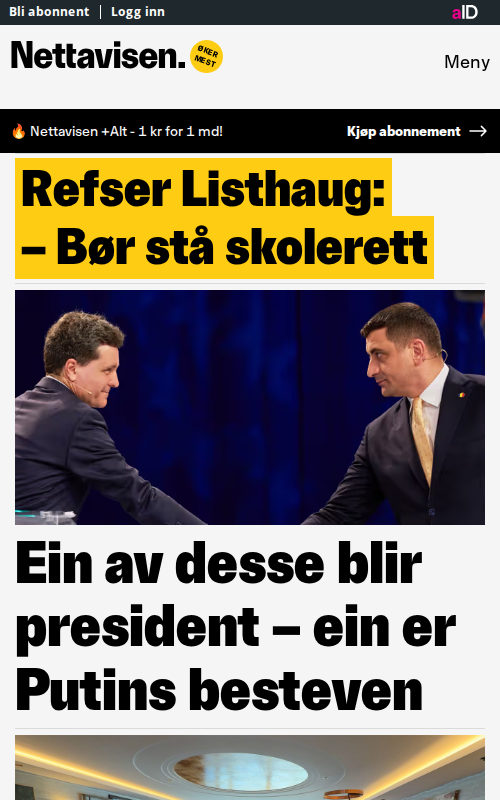 Bli abonnent
Logg inn
aID
Nettavisen.
ØKER
MEST
Meny
🔥 Nettavisen +Alt - 1 kr for 1 md!
Kjøp abonnement →
Refser Listhaug:
– Bør stå skolerett
Ein av desse blir
president – ein er
Putins besteven